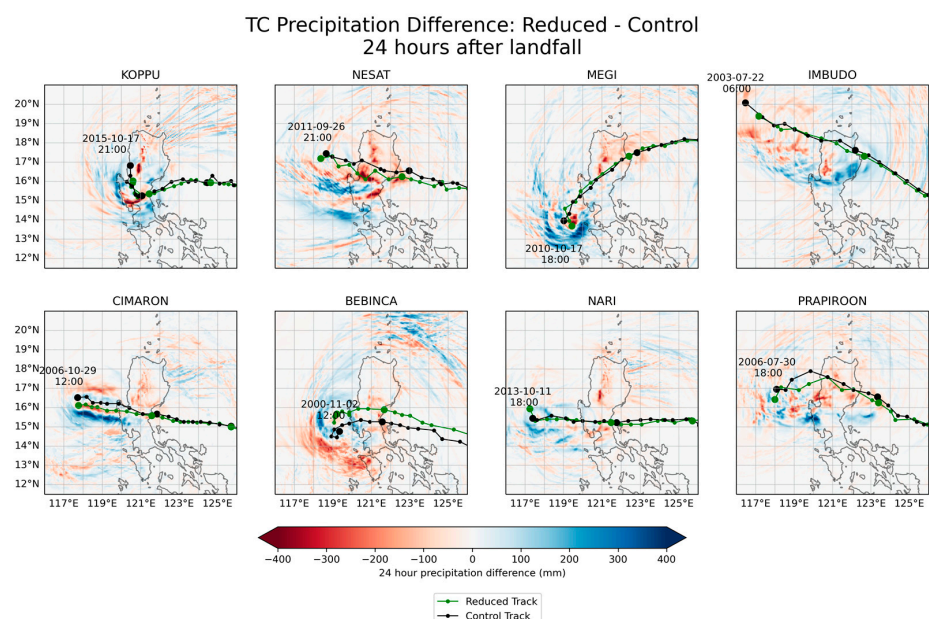 TC Precipitation Difference: Reduced - Control
24 hours after landfall
KOPPU
NESAT
MEGI
IMBUDO
20°N
19°N
18°N
17°N
16°N
15°N
14°N
13°N
12°N
2015-10-17
21:00
2011-09-26
21:00
2010-10-17
18:00
2003-07-22
06:00
CIMARON
BEBINCA
NARI
PRAPIROON
20°N
19°N
18°N
17°N
16°N
15°N
14°N
13°N
12°N
2006-10-29
12:00
2000-11-02
12:00
2013-10-11
18:00
2006-07-30
18:00
117°E 119°E 121°E 123°E 125°E
117°E 119°E 121°E 123°E 125°E
117°E 119°E 121°E 123°E 125°E
117°E 119°E 121°E 123°E 125°E
−400 −300 −200 −100 0 100 200 300 400
24 hour precipitation difference (mm)
Reduced Track
Control Track